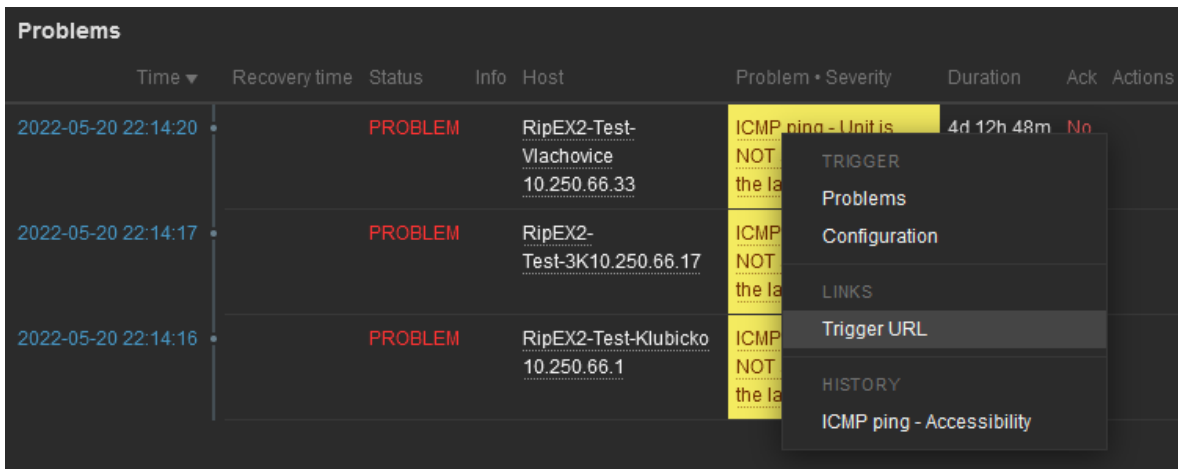 Problems
Time ▼ Recovery time Status Info Host Problem • Severity Duration Ack Actions
2022-05-20 22:14:20 PROBLEM RipEX2-Test- ICMP ping - Unit is 4d 12h 48m No
Vlachovice NOT
10.250.66.33 the
2022-05-20 22:14:17 PROBLEM RipEX2- ICMP
Test-3K10.250.66.17 NOT
the
2022-05-20 22:14:16 PROBLEM RipEX2-Test-Klubicko ICMP
10.250.66.1 NOT
the
TRIGGER
Problems
Configuration
LINKS
Trigger URL
HISTORY
ICMP ping - Accessibility